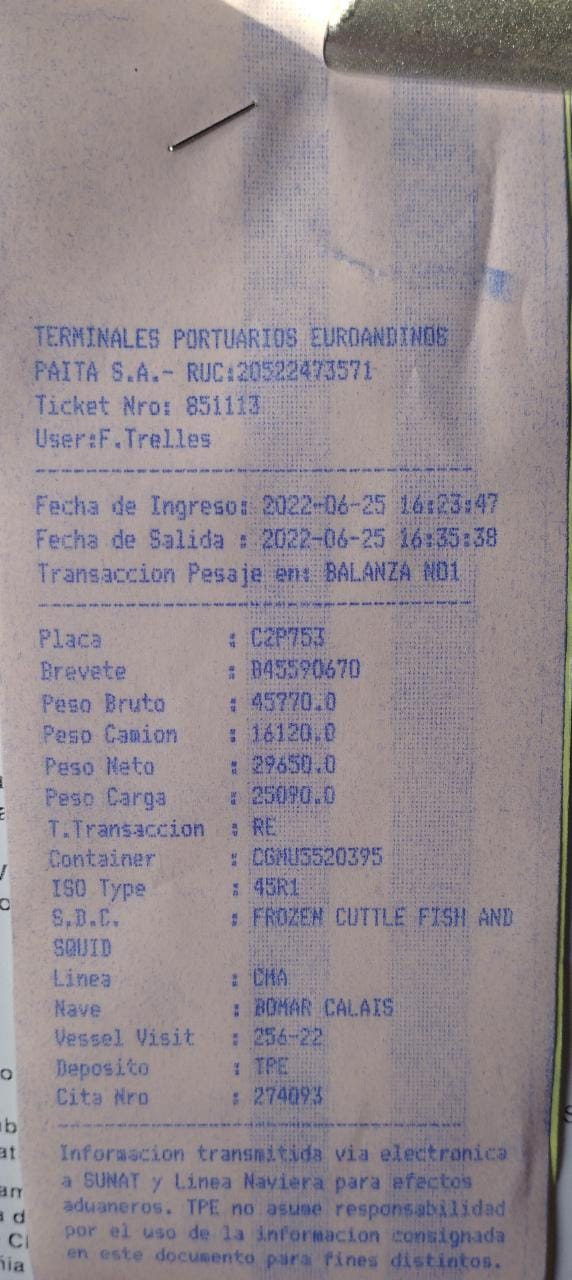 TERMINALES PORTUARIOS EUROANDINOS
PAITA S.A.- RUC:20522473571
Ticket Nro: 851113
User:F.Trelles
Fecha de Ingreso: 2022-06-25 16:23:47
Fecha de Salida : 2022-06-25 16:35:38
Transaccion Pesaje en: BALANZA NO1
Placa : C2P753
Brevete : B45590670
Peso Bruto : 45770.0
Peso Camion : 16120.0
Peso Neto : 29650.0
Peso Carga : 25090.0
T.Transaccion : RE
Container : CGMU5520395
ISO Type : 45R1
S.D.C. : FROZEN CUTTLE FISH AND
SQUID
Linea : CMA
Nave : BOMAR CALAIS
Vessel Visit : 256-22
Deposito : TPE
Cita Nro : 274093
Informacion transmitida via electronica
a SUNAT y Linea Naviera para efectos
aduaneros. TPE no asume responsabilidad
por el uso de la informacion consignada
en este documento para fines distintos.